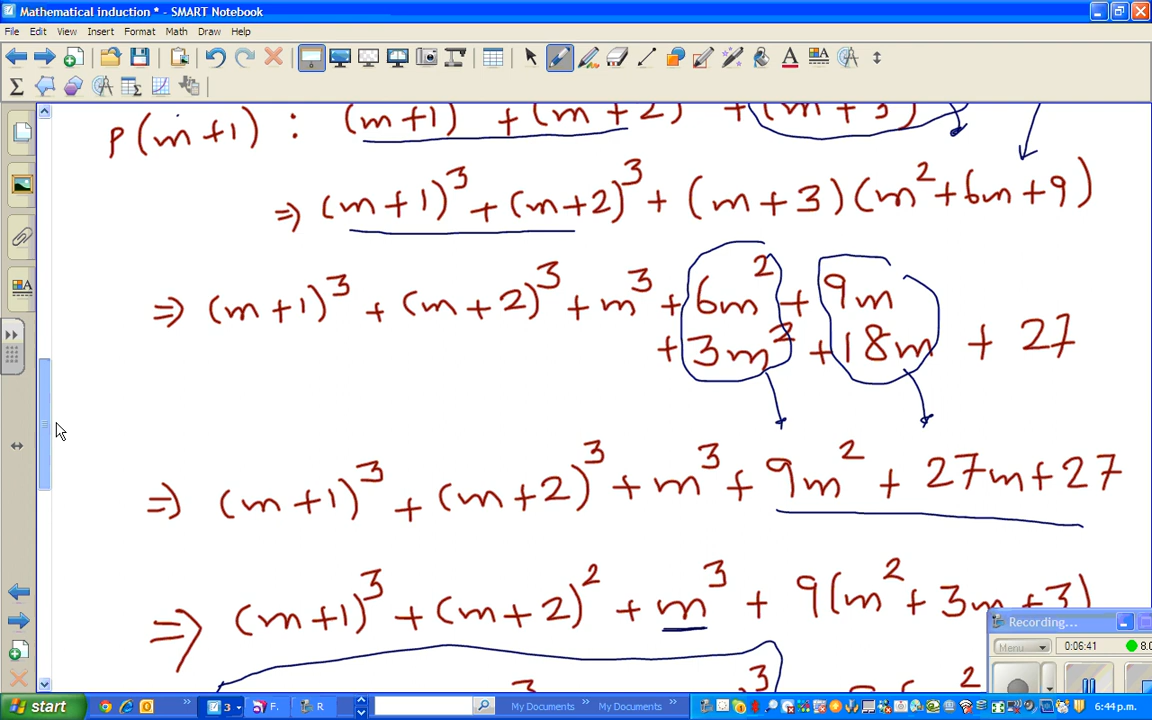 Mathematical induction * - SMART Notebook
File Edit View Insert Format Math Draw Help
P(m+1) : (m+1) + (m+2) + (m+3)
⇒ (m+1)³ + (m+2)³ + (m+3)(m²+6m+9)
⇒ (m+1)³ + (m+2)³ + m³ + 6m² + 9m
+ 3m² + 18m + 27
⇒ (m+1)³ + (m+2)³ + m³ + 9m² + 27m + 27
⇒ (m+1)³ + (m+2)² + m³ + 9(m² + 3m + 3)
Recording...
Menu
0:06:41
8.0
start
3
F.
R
My Documents
My Documents
6:44 p.m.